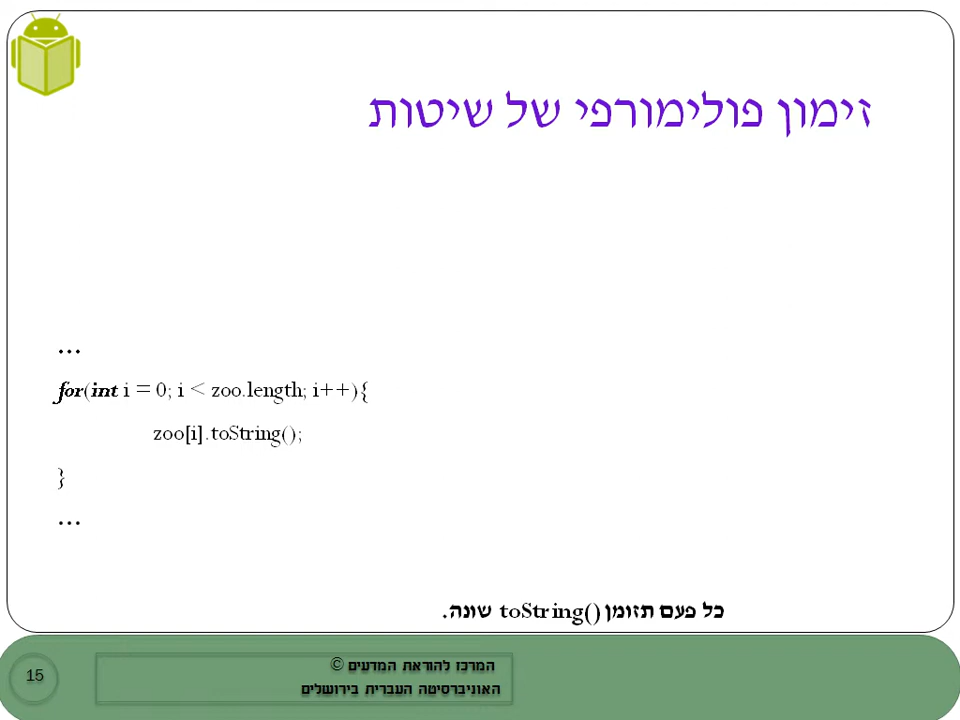 זימון פולימורפי של שיטות
...
for(int i = 0; i < zoo.length; i++){
zoo[i].toString();
}
...
כל פעם תזומן toString() שונה.
המרכז להוראת המדעים ©
האוניברסיטה העברית בירושלים
15